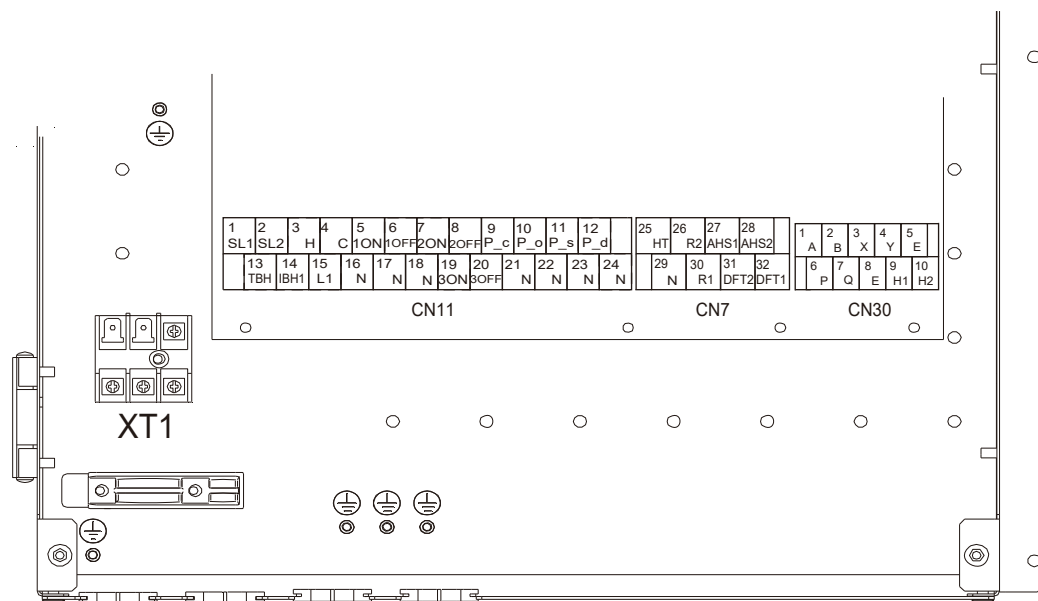 1 2 3 4 5 6 7 8 9 10 11 12
SL1 SL2 H C 1ON 1OFF 2ON 2OFF P_c P_o P_s P_d
13 14 15 16 17 18 19 20 21 22 23 24
TBH IBH1 L1 N N N 3ON 3OFF N N N N
CN11
25 26 27 28
HT R2 AHS1 AHS2
29 30 31 32
N R1 DFT2 DFT1
CN7
1 2 3 4 5
A B X Y E
6 7 8 9 10
P Q E H1 H2
CN30
XT1